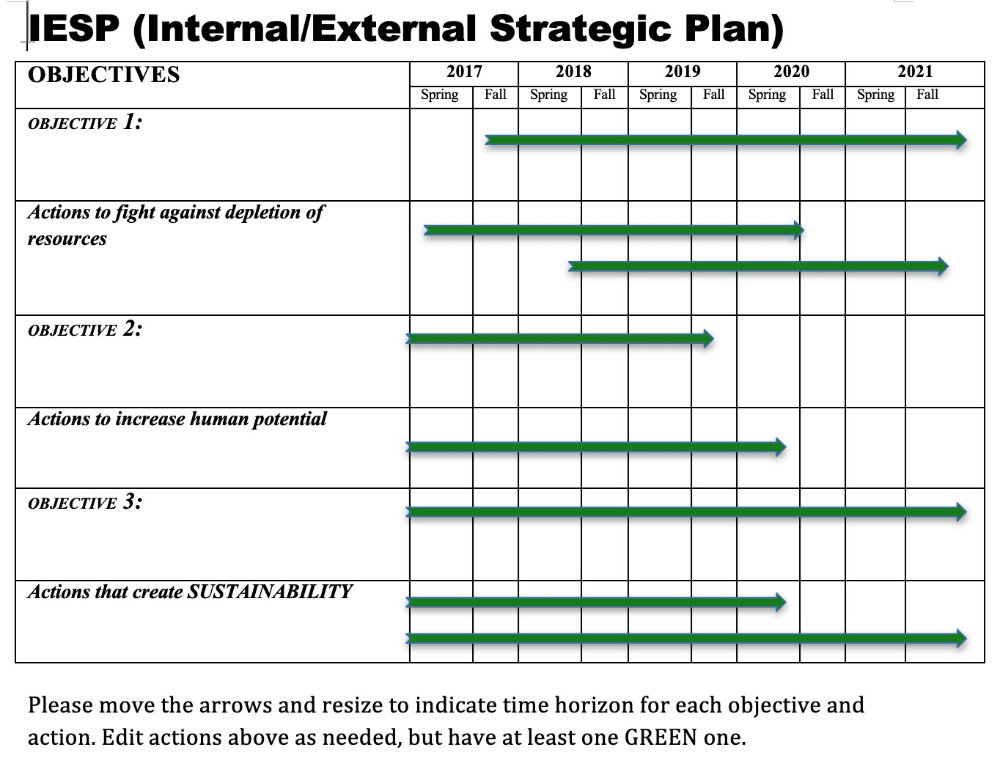 IESP (Internal/External Strategic Plan)
OBJECTIVES 2017 2018 2019 2020 2021
Spring Fall Spring Fall Spring Fall Spring Fall Spring Fall
OBJECTIVE 1:
Actions to fight against depletion of
resources
OBJECTIVE 2:
Actions to increase human potential
OBJECTIVE 3:
Actions that create SUSTAINABILITY
Please move the arrows and resize to indicate time horizon for each objective and
action. Edit actions above as needed, but have at least one GREEN one.